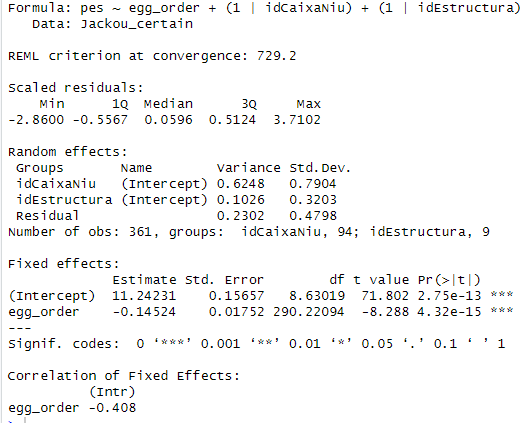 Formula: pes ~ egg_order + (1 | idCaixaNiu) + (1 | idEstructura)
   Data: Jackou_certain

REML criterion at convergence: 729.2

Scaled residuals:
    Min      1Q  Median      3Q     Max
-2.8600 -0.5567  0.0596  0.5124  3.7102

Random effects:
 Groups       Name        Variance Std.Dev.
 idCaixaNiu   (Intercept) 0.6248   0.7904
 idEstructura (Intercept) 0.1026   0.3203
 Residual                 0.2302   0.4798
Number of obs: 361, groups:  idCaixaNiu, 94; idEstructura, 9

Fixed effects:
             Estimate Std. Error        df t value Pr(>|t|)
(Intercept)  11.24231    0.15657   8.63019  71.802 2.75e-13 ***
egg_order    -0.14524    0.01752 290.22094  -8.288 4.32e-15 ***
---
Signif. codes:  0 ‘***’ 0.001 ‘**’ 0.01 ‘*’ 0.05 ‘.’ 0.1 ‘ ’ 1

Correlation of Fixed Effects:
          (Intr)
egg_order -0.408
>